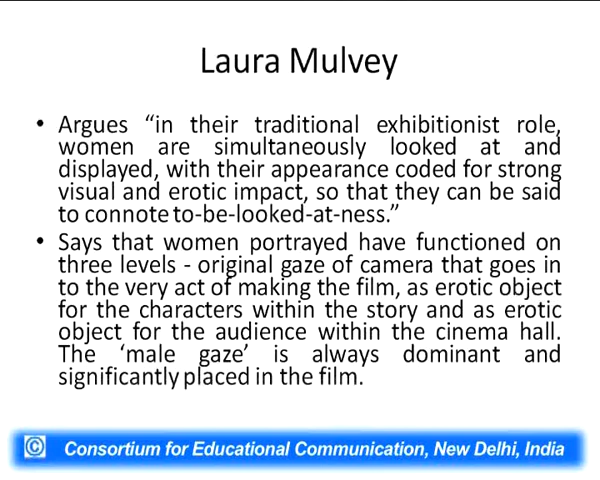 Laura Mulvey
• Argues “in their traditional exhibitionist role,
women are simultaneously looked at and
displayed, with their appearance coded for strong
visual and erotic impact, so that they can be said
to connote to-be-looked-at-ness.”
• Says that women portrayed have functioned on
three levels - original gaze of camera that goes in
to the very act of making the film, as erotic object
for the characters within the story and as erotic
object for the audience within the cinema hall.
The ‘male gaze’ is always dominant and
significantly placed in the film.
© Consortium for Educational Communication, New Delhi, India